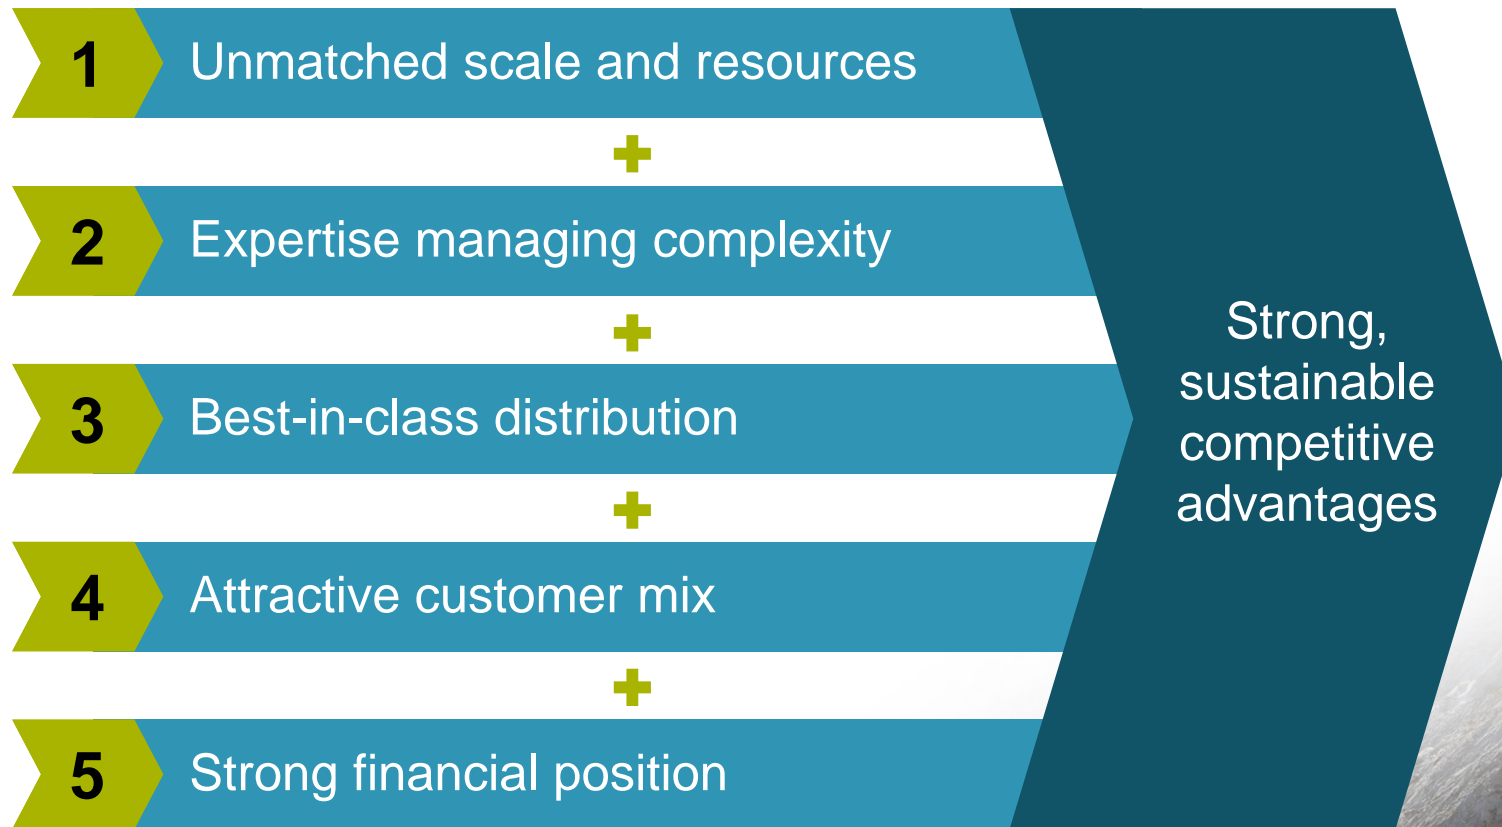 1 Unmatched scale and resources
2 Expertise managing complexity
3 Best-in-class distribution
4 Attractive customer mix
5 Strong financial position
Strong,
sustainable
competitive
advantages